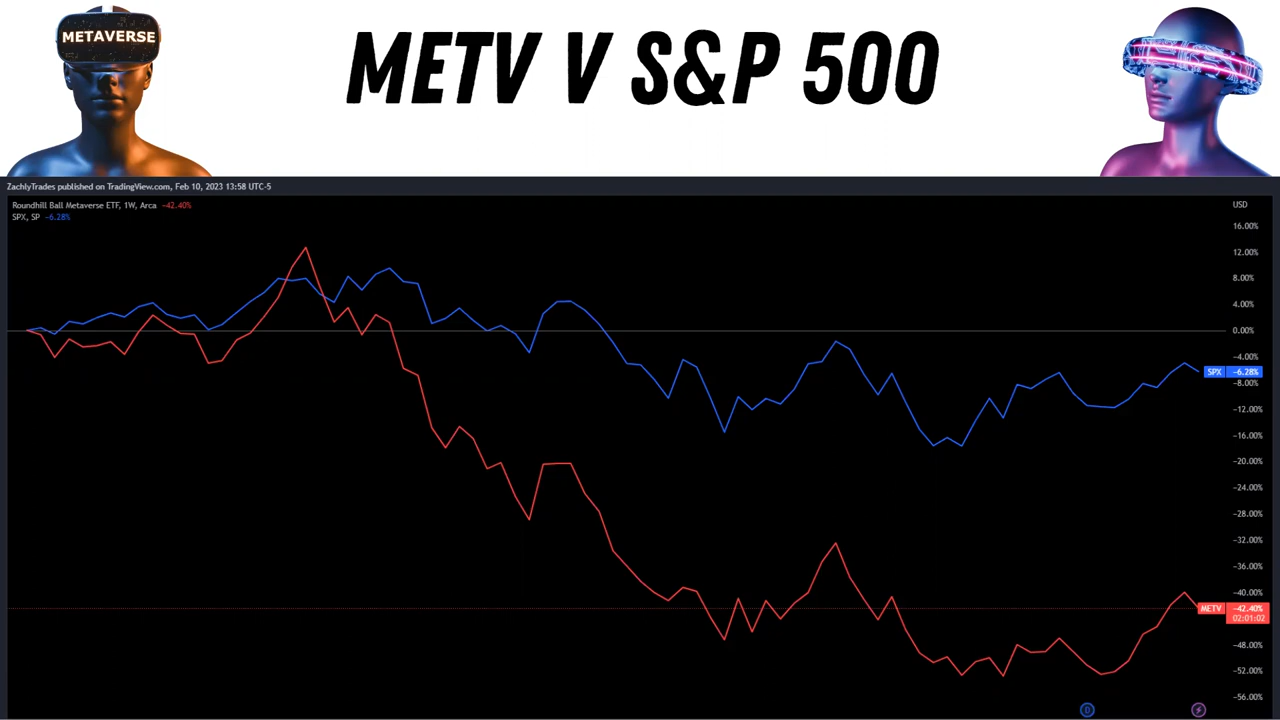 METAVERSE
METV V S&P 500
ZachlyTrades published on TradingView.com, Feb 10, 2023 13:58 UTC-5
Roundhill Ball Metaverse ETF, 1W, Arca −42.40%
SPX, SP −6.28%
USD
16.00%
12.00%
8.00%
4.00%
0.00%
−4.00%
SPX −6.28%
−8.00%
−12.00%
−16.00%
−20.00%
−24.00%
−28.00%
−32.00%
−36.00%
−40.00%
METV −42.40%
02:01:02
−48.00%
−52.00%
−56.00%
D